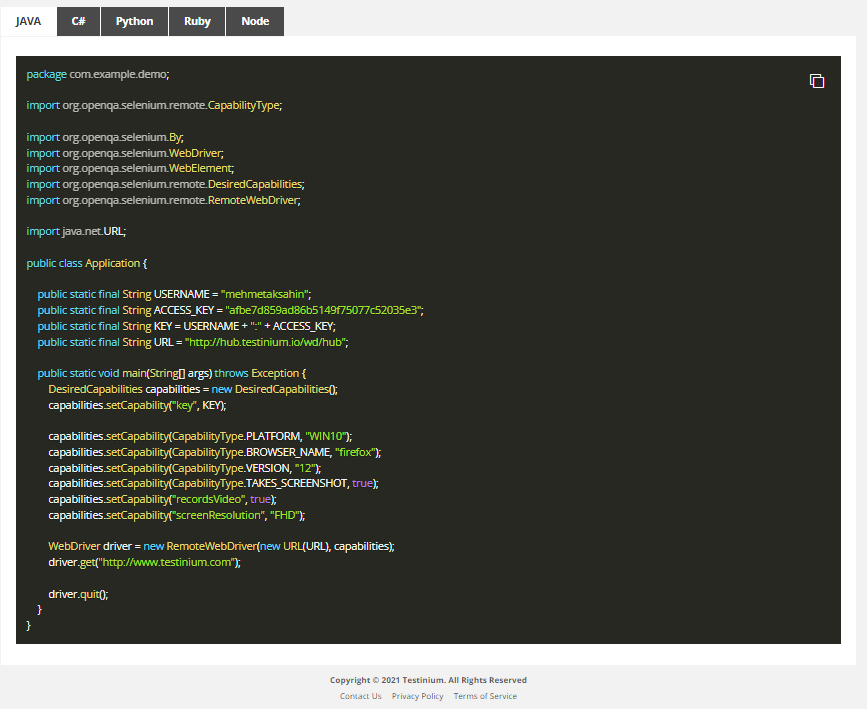 JAVA C# Python Ruby Node
package com.example.demo;
import org.openqa.selenium.remote.CapabilityType;
import org.openqa.selenium.By;
import org.openqa.selenium.WebDriver;
import org.openqa.selenium.WebElement;
import org.openqa.selenium.remote.DesiredCapabilities;
import org.openqa.selenium.remote.RemoteWebDriver;
import java.net.URL;
public class Application {
public static final String USERNAME = "mehmetaksahin";
public static final String ACCESS_KEY = "afbe7d859ad86b5149f75077c52035e3";
public static final String KEY = USERNAME + ":" + ACCESS_KEY;
public static final String URL = "http://hub.testinium.io/wd/hub";
public static void main(String[] args) throws Exception {
DesiredCapabilities capabilities = new DesiredCapabilities();
capabilities.setCapability("key", KEY);
capabilities.setCapability(CapabilityType.PLATFORM, "WIN10");
capabilities.setCapability(CapabilityType.BROWSER_NAME, "firefox");
capabilities.setCapability(CapabilityType.VERSION, "12");
capabilities.setCapability(CapabilityType.TAKES_SCREENSHOT, true);
capabilities.setCapability("recordsVideo", true);
capabilities.setCapability("screenResolution", "FHD");
WebDriver driver = new RemoteWebDriver(new URL(URL), capabilities);
driver.get("http://www.testinium.com");
driver.quit();
}
}
Copyright © 2021 Testinium. All Rights Reserved
Contact Us Privacy Policy Terms of Service